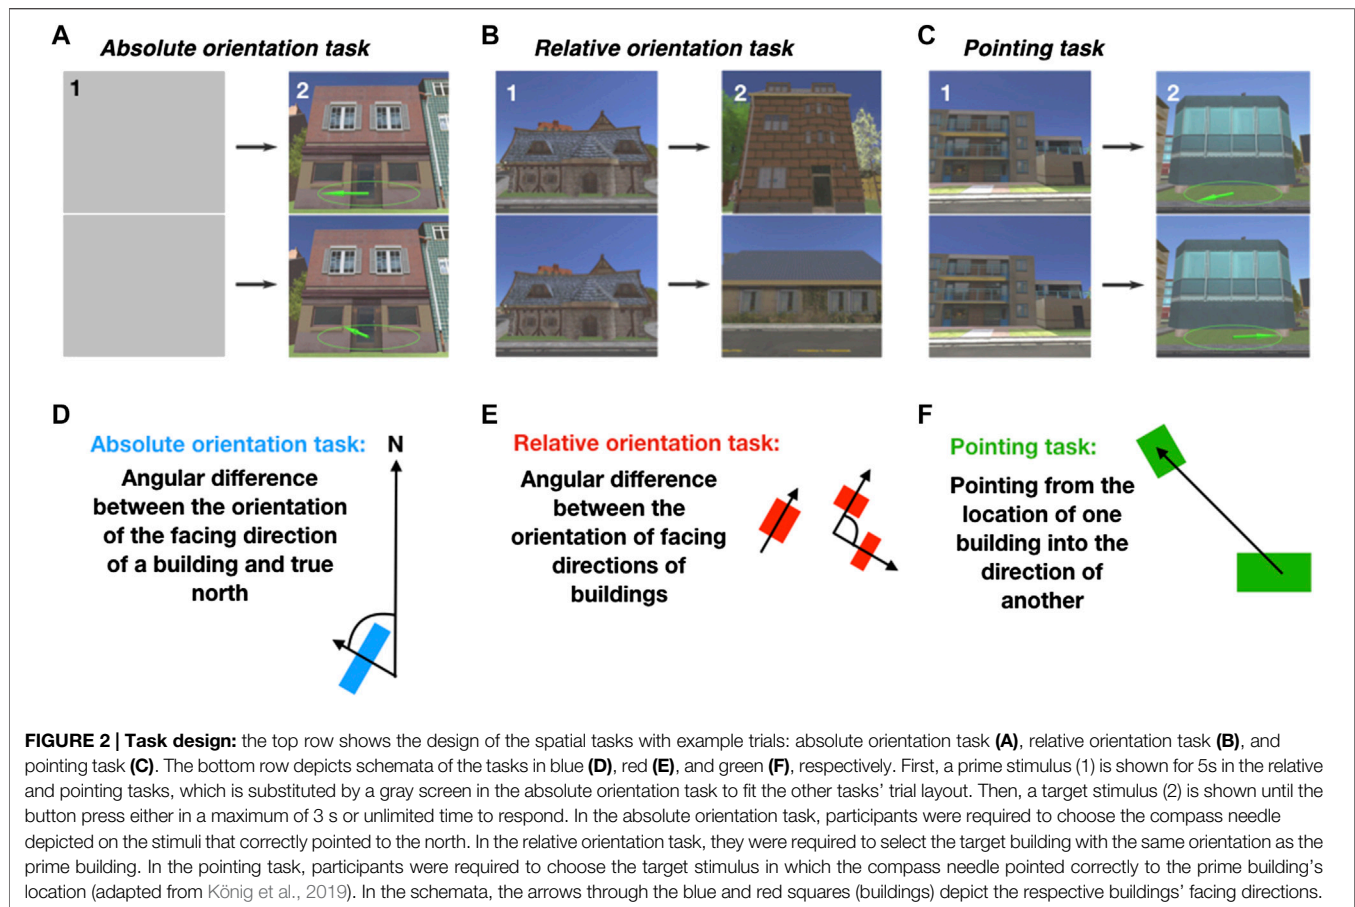 A
Absolute orientation task
B
Relative orientation task
C
Pointing task
1
2
1
2
1
2
D
Absolute orientation task:
Angular difference
between the orientation
of the facing direction
of a building and true
north
N
E
Relative orientation task:
Angular difference
between the
orientation of facing
directions of
buildings
F
Pointing task:
Pointing from the
location of one
building into the
direction of
another
FIGURE 2 | Task design: the top row shows the design of the spatial tasks with example trials: absolute orientation task (A), relative orientation task (B), and
pointing task (C). The bottom row depicts schemata of the tasks in blue (D), red (E), and green (F), respectively. First, a prime stimulus (1) is shown for 5s in the relative
and pointing tasks, which is substituted by a gray screen in the absolute orientation task to fit the other tasks' trial layout. Then, a target stimulus (2) is shown until the
button press either in a maximum of 3 s or unlimited time to respond. In the absolute orientation task, participants were required to choose the compass needle
depicted on the stimuli that correctly pointed to the north. In the relative orientation task, they were required to select the target building with the same orientation as the
prime building. In the pointing task, participants were required to choose the target stimulus in which the compass needle pointed correctly to the prime building's
location (adapted from König et al., 2019). In the schemata, the arrows through the blue and red squares (buildings) depict the respective buildings' facing directions.